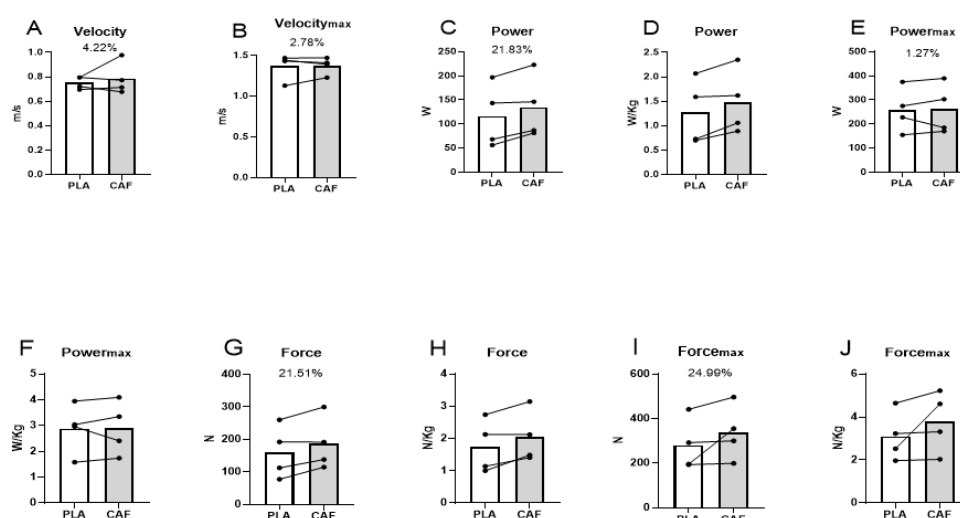 A
Velocity
4.22%
1.0
0.8
0.6
0.4
0.2
0.0
m/s
PLA CAF
B
Velocitymax
2.78%
1.5
1.0
0.5
0.0
m/s
PLA CAF
C
Power
21.83%
250
200
150
100
50
0
W
PLA CAF
D
Power
2.5
2.0
1.5
1.0
0.5
0.0
W/Kg
PLA CAF
E
Powermax
1.27%
500
400
300
200
100
0
W
PLA CAF
F
Powermax
5
4
3
2
1
0
W/Kg
PLA CAF
G
Force
21.51%
400
300
200
100
0
N
PLA CAF
H
Force
4
3
2
1
0
N/Kg
PLA CAF
I
Forcemax
24.99%
600
400
200
0
N
PLA CAF
J
Forcemax
6
4
2
0
N/Kg
PLA CAF